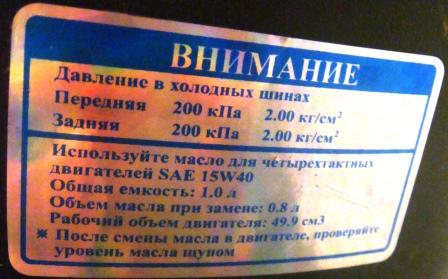 ВНИМАНИЕ
Давление в холодных шинах
Передняя 200 кПа 2.00 кг/см²
Задняя 200 кПа 2.00 кг/см²
Используйте масло для четырехтактных
двигателей SAE 15W40
Общая емкость: 1.0 л
Объем масла при замене: 0.8 л
Рабочий объем двигателя: 49.9 см3
※ После смены масла в двигателе, проверяйте
уровень масла щупом